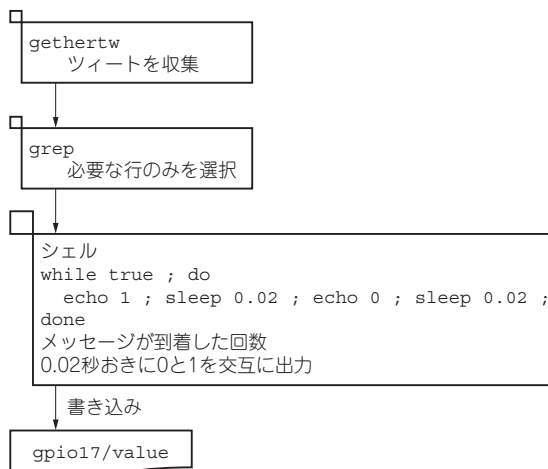 gethertw
ツィートを収集
grep
必要な行のみを選択
シェル
while true ; do
echo 1 ; sleep 0.02 ; echo 0 ; sleep 0.02 ;
done
メッセージが到着した回数
0.02秒おきに0と1を交互に出力
書き込み
gpio17/value